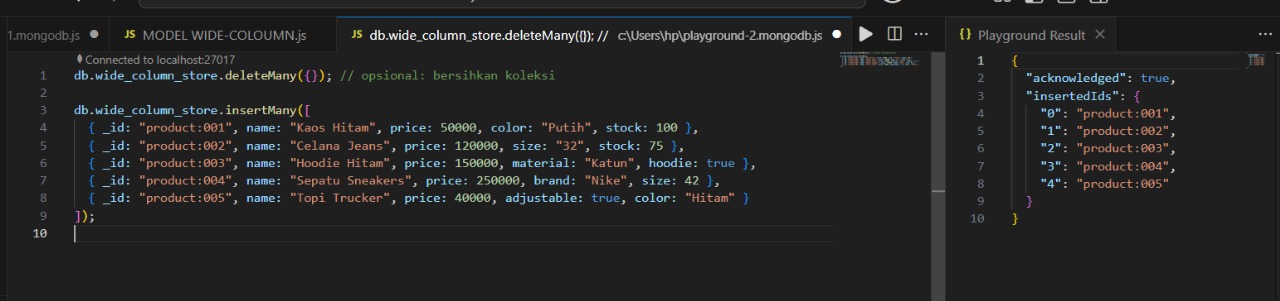 1.mongodb.js
JS MODEL WIDE-COLOUMN.js
JS db.wide_column_store.deleteMany({}); // c:\Users\hp\playground-2.mongodb.js
Connected to localhost:27017
1 db.wide_column_store.deleteMany({}); // opsional: bersihkan koleksi
2
3 db.wide_column_store.insertMany([
4 { _id: "product:001", name: "Kaos Hitam", price: 50000, color: "Putih", stock: 100 },
5 { _id: "product:002", name: "Celana Jeans", price: 120000, size: "32", stock: 75 },
6 { _id: "product:003", name: "Hoodie Hitam", price: 150000, material: "Katun", hoodie: true },
7 { _id: "product:004", name: "Sepatu Sneakers", price: 250000, brand: "Nike", size: 42 },
8 { _id: "product:005", name: "Topi Trucker", price: 40000, adjustable: true, color: "Hitam" }
9 ]);
10
{} Playground Result
1 {
2 "acknowledged": true,
3 "insertedIds": {
4 "0": "product:001",
5 "1": "product:002",
6 "2": "product:003",
7 "3": "product:004",
8 "4": "product:005"
9 }
10 }